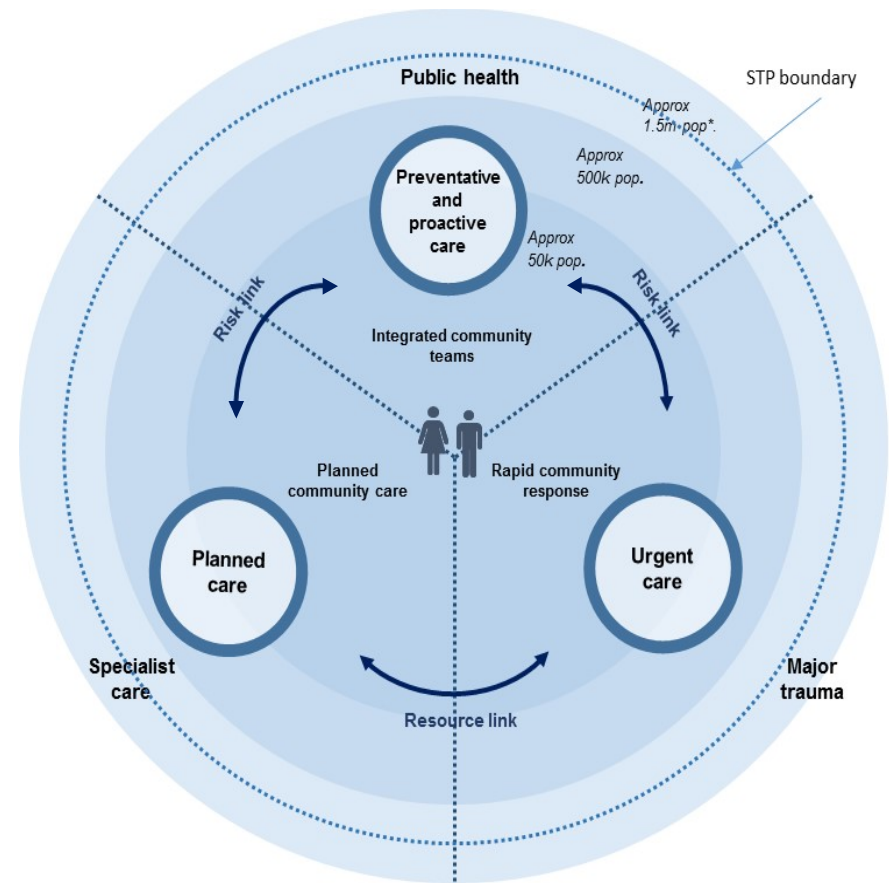 Public health
STP boundary
Approx
1.5m pop*.
Approx
500k pop.
Preventative
and
proactive
care
Approx
50k pop.
Risk link
Risk link
Integrated community
teams
Planned
community care
Rapid community
response
Planned
care
Urgent
care
Specialist
care
Major
trauma
Resource link